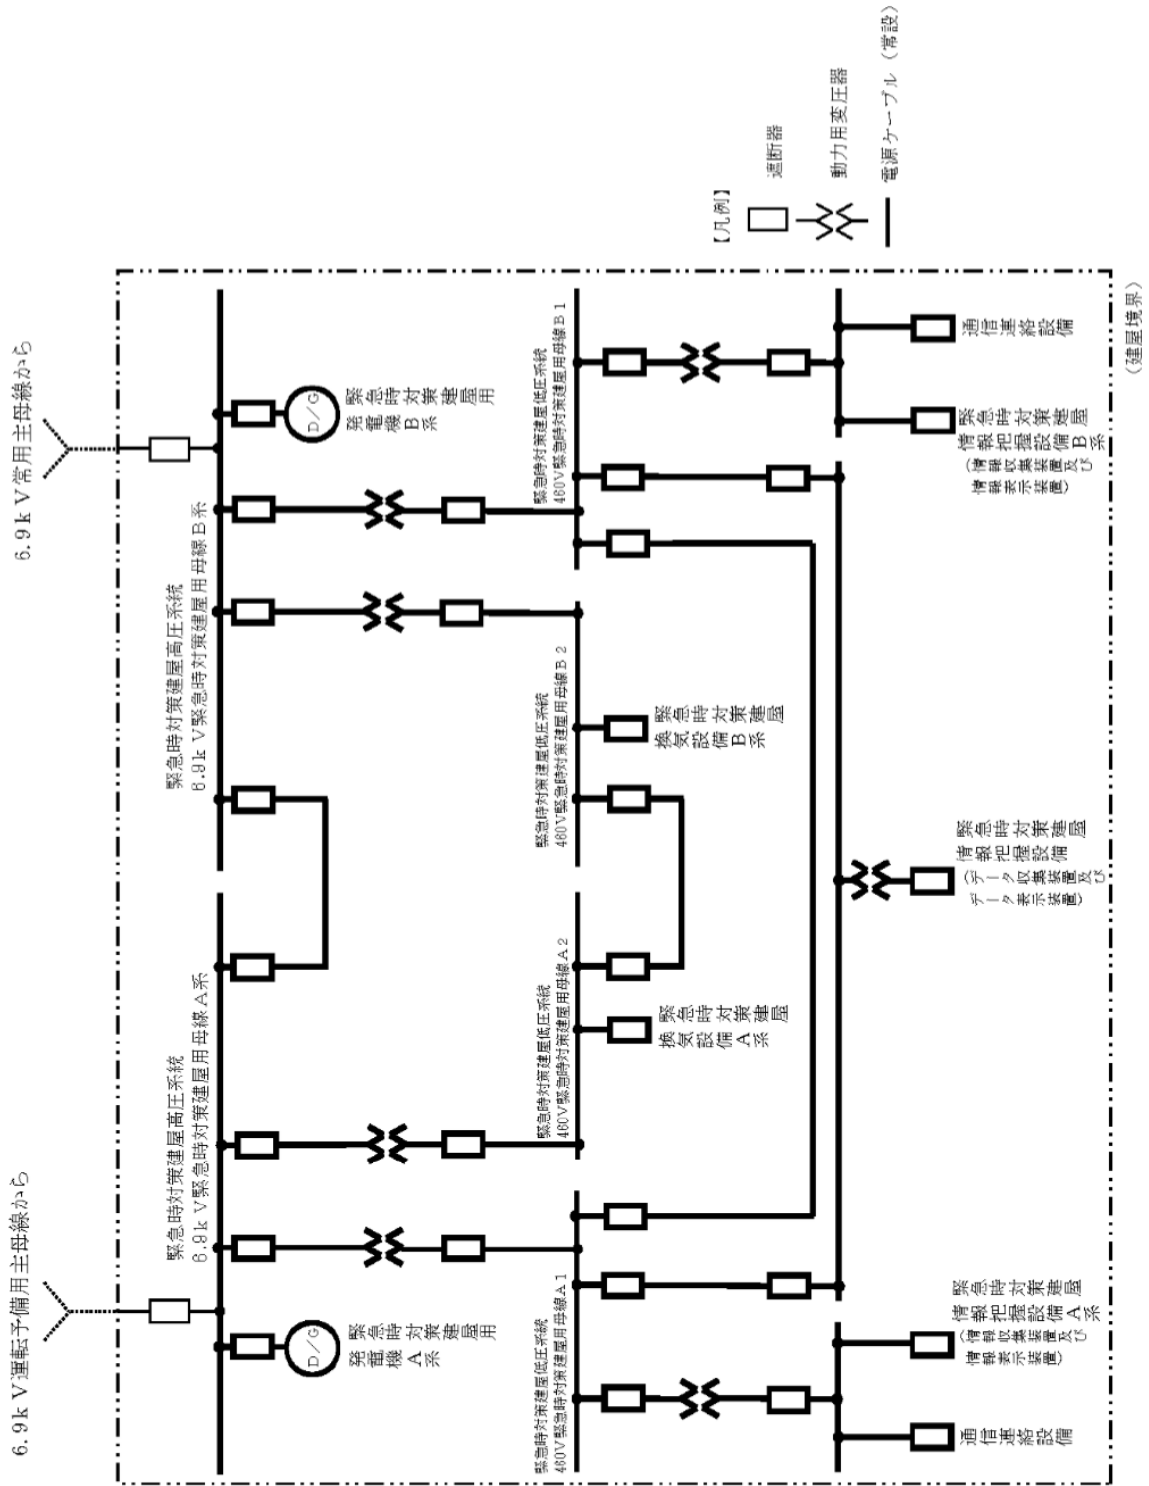 6.9ｋＶ運転予備用主母線から
6.9ｋＶ常用主母線から
緊急時対策建屋高圧系統
6.9ｋＶ緊急時対策建屋用母線Ａ系
緊急時対策建屋高圧系統
6.9ｋＶ緊急時対策建屋用母線Ｂ系
D/G
緊急時対策建屋用
発電機Ａ系
D/G
緊急時対策建屋用
発電機Ｂ系
緊急時対策建屋低圧系統
460Ｖ緊急時対策建屋用母線Ａ1
緊急時対策建屋低圧系統
460Ｖ緊急時対策建屋用母線Ａ2
緊急時対策建屋低圧系統
460Ｖ緊急時対策建屋用母線Ｂ2
緊急時対策建屋低圧系統
460Ｖ緊急時対策建屋用母線Ｂ1
緊急時対策建屋
換気設備Ａ系
緊急時対策建屋
換気設備Ｂ系
通信連絡設備
緊急時対策建屋
情報把握設備Ａ系
（情報収集装置及び
情報表示装置）
緊急時対策建屋
情報把握設備
（データ収集装置及び
データ表示装置）
緊急時対策建屋
情報把握設備Ｂ系
（情報収集装置及び
情報表示装置）
通信連絡設備
（建屋境界）
【凡例】
遮断器
動力用変圧器
電源ケーブル（常設）